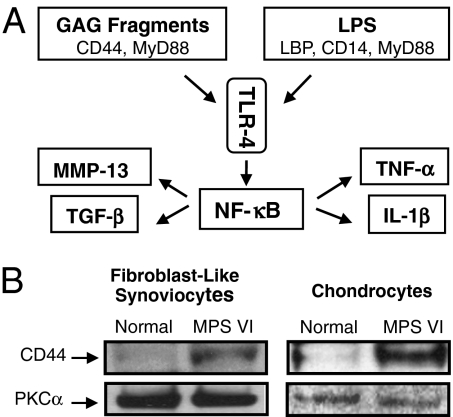 A
GAG Fragments
CD44, MyD88
LPS
LBP, CD14, MyD88
TLR-4
MMP-13
TNF-α
TGF-β
NF-κB
IL-1β
B
Fibroblast-Like
Synoviocytes
Chondrocytes
Normal MPS VI Normal MPS VI
CD44
PKCα